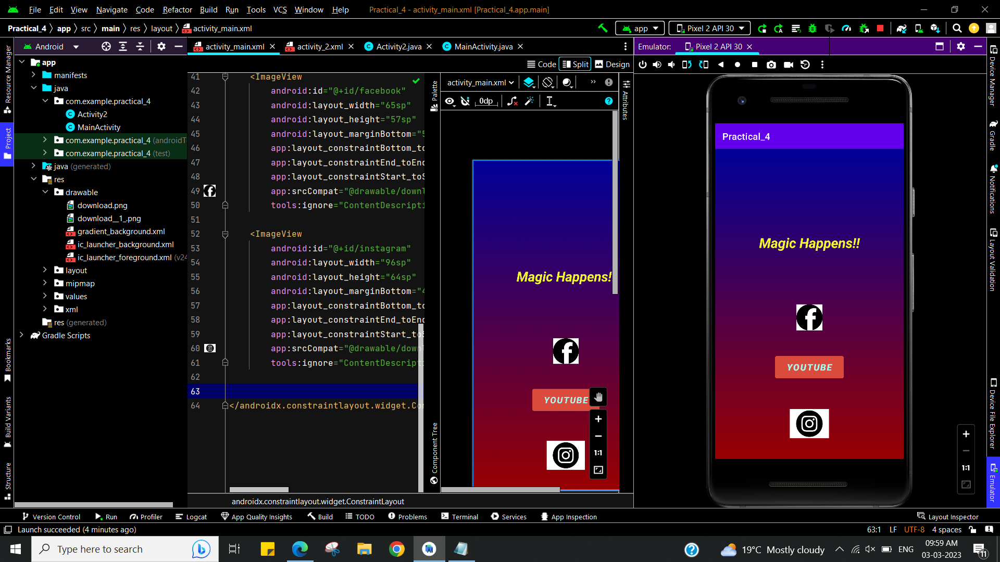 File Edit View Navigate Code Refactor Build Run Tools VCS Window Help Practical_4 - activity_main.xml [Practical_4.app.main]
Practical_4 app src main res layout activity_main.xml app Pixel 2 API 30
Resource Manager
Project
Bookmarks
Build Variants
Structure
Android
app
manifests
java
com.example.practical_4
Activity2
MainActivity
com.example.practical_4 (androidT
com.example.practical_4 (test)
java (generated)
res
drawable
download.png
download__1_.png
gradient_background.xml
ic_launcher_background.xml
ic_launcher_foreground.xml (v24
layout
mipmap
values
xml
res (generated)
Gradle Scripts
activity_main.xml activity_2.xml Activity2.java MainActivity.java
Code Split Design
41 <ImageView
42 android:id="@+id/facebook"
43 android:layout_width="65sp"
44 android:layout_height="57sp"
45 android:layout_marginBottom="5
46 app:layout_constraintBottom_to
47 app:layout_constraintEnd_toEnd
48 app:layout_constraintStart_toS
49 app:srcCompat="@drawable/downl
50 tools:ignore="ContentDescripti
51
52 <ImageView
53 android:id="@+id/instagram"
54 android:layout_width="96sp"
55 android:layout_height="64sp"
56 android:layout_marginBottom="4
57 app:layout_constraintBottom_to
58 app:layout_constraintEnd_toEnd
59 app:layout_constraintStart_toS
60 app:srcCompat="@drawable/downl
61 tools:ignore="ContentDescripti
62
63
64 </androidx.constraintlayout.widget.Con
androidx.constraintlayout.widget.ConstraintLayout
Palette
Component Tree
activity_main.xml
0dp
Attributes
Magic Happens!
YOUTUBE
1:1
Emulator: Pixel 2 API 30
Practical_4
Magic Happens!!
YOUTUBE
1:1
Device Manager
Gradle
Notifications
Layout Validation
Device File Explorer
Emulator
Version Control Run Profiler Logcat App Quality Insights Build TODO Problems Terminal Services App Inspection Layout Inspector
Launch succeeded (4 minutes ago) 63:1 LF UTF-8 4 spaces
Type here to search 19°C Mostly cloudy ENG 09:59 AM
03-03-2023
11